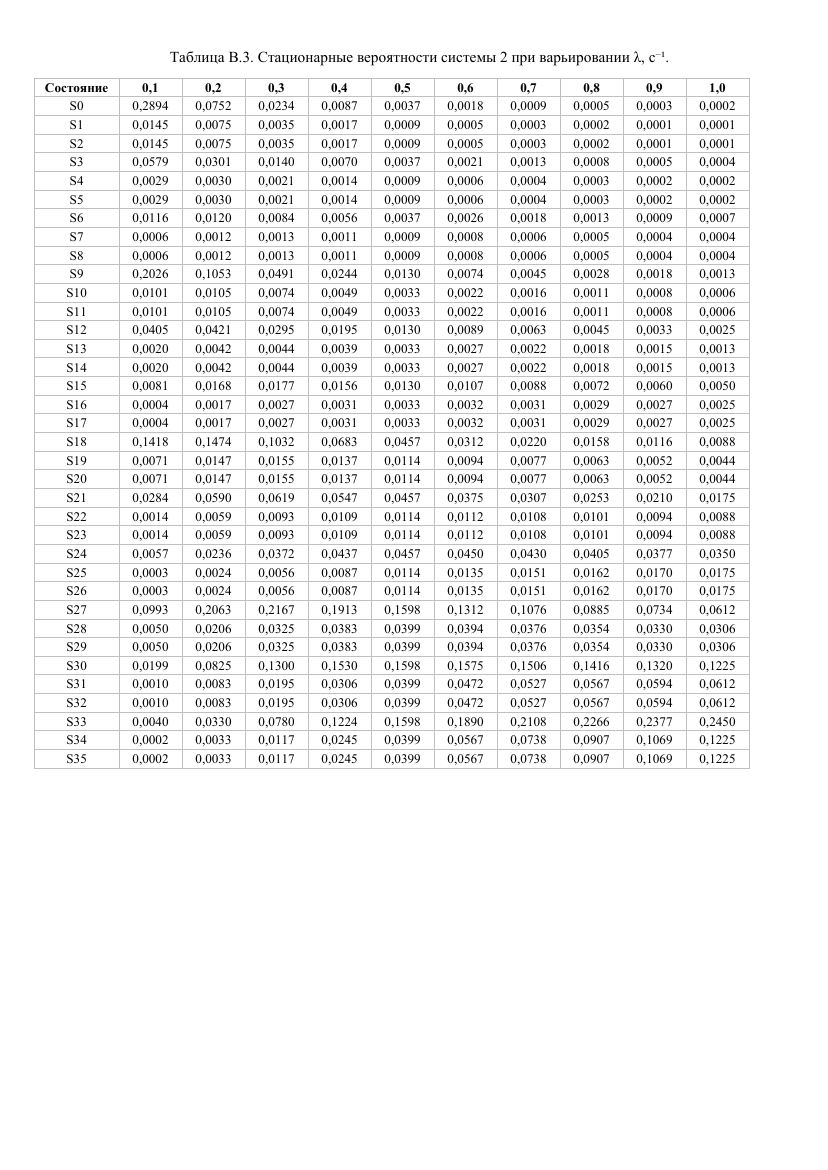 Таблица В.3. Стационарные вероятности системы 2 при варьировании λ, с⁻¹.
Состояние 0,1 0,2 0,3 0,4 0,5 0,6 0,7 0,8 0,9 1,0
S0 0,2894 0,0752 0,0234 0,0087 0,0037 0,0018 0,0009 0,0005 0,0003 0,0002
S1 0,0145 0,0075 0,0035 0,0017 0,0009 0,0005 0,0003 0,0002 0,0001 0,0001
S2 0,0145 0,0075 0,0035 0,0017 0,0009 0,0005 0,0003 0,0002 0,0001 0,0001
S3 0,0579 0,0301 0,0140 0,0070 0,0037 0,0021 0,0013 0,0008 0,0005 0,0004
S4 0,0029 0,0030 0,0021 0,0014 0,0009 0,0006 0,0004 0,0003 0,0002 0,0002
S5 0,0029 0,0030 0,0021 0,0014 0,0009 0,0006 0,0004 0,0003 0,0002 0,0002
S6 0,0116 0,0120 0,0084 0,0056 0,0037 0,0026 0,0018 0,0013 0,0009 0,0007
S7 0,0006 0,0012 0,0013 0,0011 0,0009 0,0008 0,0006 0,0005 0,0004 0,0004
S8 0,0006 0,0012 0,0013 0,0011 0,0009 0,0008 0,0006 0,0005 0,0004 0,0004
S9 0,2026 0,1053 0,0491 0,0244 0,0130 0,0074 0,0045 0,0028 0,0018 0,0013
S10 0,0101 0,0105 0,0074 0,0049 0,0033 0,0022 0,0016 0,0011 0,0008 0,0006
S11 0,0101 0,0105 0,0074 0,0049 0,0033 0,0022 0,0016 0,0011 0,0008 0,0006
S12 0,0405 0,0421 0,0295 0,0195 0,0130 0,0089 0,0063 0,0045 0,0033 0,0025
S13 0,0020 0,0042 0,0044 0,0039 0,0033 0,0027 0,0022 0,0018 0,0015 0,0013
S14 0,0020 0,0042 0,0044 0,0039 0,0033 0,0027 0,0022 0,0018 0,0015 0,0013
S15 0,0081 0,0168 0,0177 0,0156 0,0130 0,0107 0,0088 0,0072 0,0060 0,0050
S16 0,0004 0,0017 0,0027 0,0031 0,0033 0,0032 0,0031 0,0029 0,0027 0,0025
S17 0,0004 0,0017 0,0027 0,0031 0,0033 0,0032 0,0031 0,0029 0,0027 0,0025
S18 0,1418 0,1474 0,1032 0,0683 0,0457 0,0312 0,0220 0,0158 0,0116 0,0088
S19 0,0071 0,0147 0,0155 0,0137 0,0114 0,0094 0,0077 0,0063 0,0052 0,0044
S20 0,0071 0,0147 0,0155 0,0137 0,0114 0,0094 0,0077 0,0063 0,0052 0,0044
S21 0,0284 0,0590 0,0619 0,0547 0,0457 0,0375 0,0307 0,0253 0,0210 0,0175
S22 0,0014 0,0059 0,0093 0,0109 0,0114 0,0112 0,0108 0,0101 0,0094 0,0088
S23 0,0014 0,0059 0,0093 0,0109 0,0114 0,0112 0,0108 0,0101 0,0094 0,0088
S24 0,0057 0,0236 0,0372 0,0437 0,0457 0,0450 0,0430 0,0405 0,0377 0,0350
S25 0,0003 0,0024 0,0056 0,0087 0,0114 0,0135 0,0151 0,0162 0,0170 0,0175
S26 0,0003 0,0024 0,0056 0,0087 0,0114 0,0135 0,0151 0,0162 0,0170 0,0175
S27 0,0993 0,2063 0,2167 0,1913 0,1598 0,1312 0,1076 0,0885 0,0734 0,0612
S28 0,0050 0,0206 0,0325 0,0383 0,0399 0,0394 0,0376 0,0354 0,0330 0,0306
S29 0,0050 0,0206 0,0325 0,0383 0,0399 0,0394 0,0376 0,0354 0,0330 0,0306
S30 0,0199 0,0825 0,1300 0,1530 0,1598 0,1575 0,1506 0,1416 0,1320 0,1225
S31 0,0010 0,0083 0,0195 0,0306 0,0399 0,0472 0,0527 0,0567 0,0594 0,0612
S32 0,0010 0,0083 0,0195 0,0306 0,0399 0,0472 0,0527 0,0567 0,0594 0,0612
S33 0,0040 0,0330 0,0780 0,1224 0,1598 0,1890 0,2108 0,2266 0,2377 0,2450
S34 0,0002 0,0033 0,0117 0,0245 0,0399 0,0567 0,0738 0,0907 0,1069 0,1225
S35 0,0002 0,0033 0,0117 0,0245 0,0399 0,0567 0,0738 0,0907 0,1069 0,1225